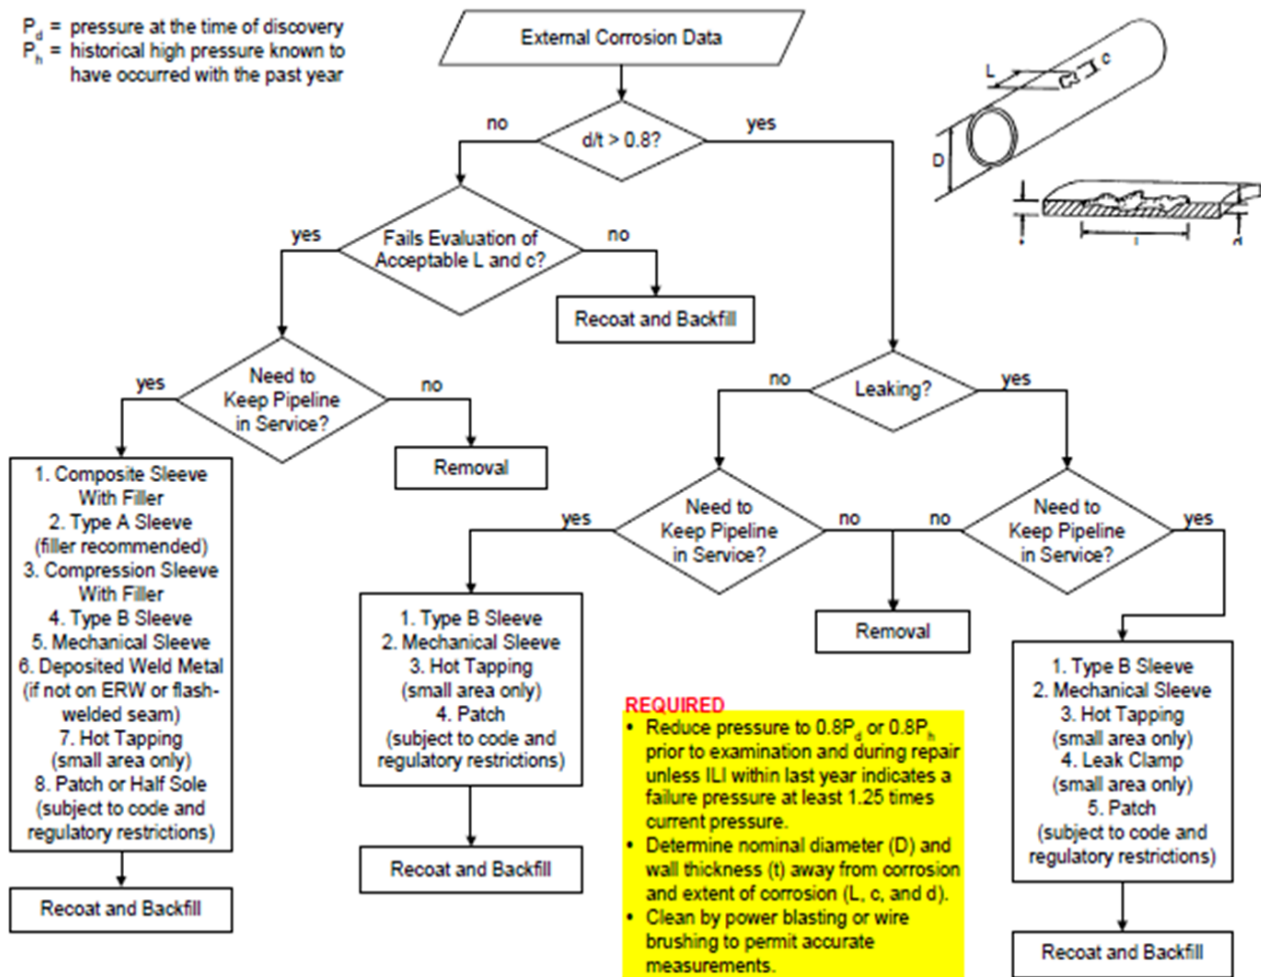 P_d = pressure at the time of discovery
P_h = historical high pressure known to
have occurred with the past year
External Corrosion Data
L
c
D
d/t > 0.8?
no
yes
Fails Evaluation of
Acceptable L and c?
yes
no
Recoat and Backfill
Need to
Keep Pipeline
in Service?
yes
no
Removal
Leaking?
no
yes
1. Composite Sleeve
With Filler
2. Type A Sleeve
(filler recommended)
3. Compression Sleeve
With Filler
4. Type B Sleeve
5. Mechanical Sleeve
6. Deposited Weld Metal
(if not on ERW or flash-
welded seam)
7. Hot Tapping
(small area only)
8. Patch or Half Sole
(subject to code and
regulatory restrictions)
Recoat and Backfill
Need to
Keep Pipeline
in Service?
yes
no
Need to
Keep Pipeline
in Service?
no
yes
Removal
1. Type B Sleeve
2. Mechanical Sleeve
3. Hot Tapping
(small area only)
4. Patch
(subject to code and
regulatory restrictions)
Recoat and Backfill
REQUIRED
• Reduce pressure to 0.8P_d or 0.8P_h
prior to examination and during repair
unless ILI within last year indicates a
failure pressure at least 1.25 times
current pressure.
• Determine nominal diameter (D) and
wall thickness (t) away from corrosion
and extent of corrosion (L, c, and d).
• Clean by power blasting or wire
brushing to permit accurate
measurements.
1. Type B Sleeve
2. Mechanical Sleeve
3. Hot Tapping
(small area only)
4. Leak Clamp
(small area only)
5. Patch
(subject to code and
regulatory restrictions)
Recoat and Backfill